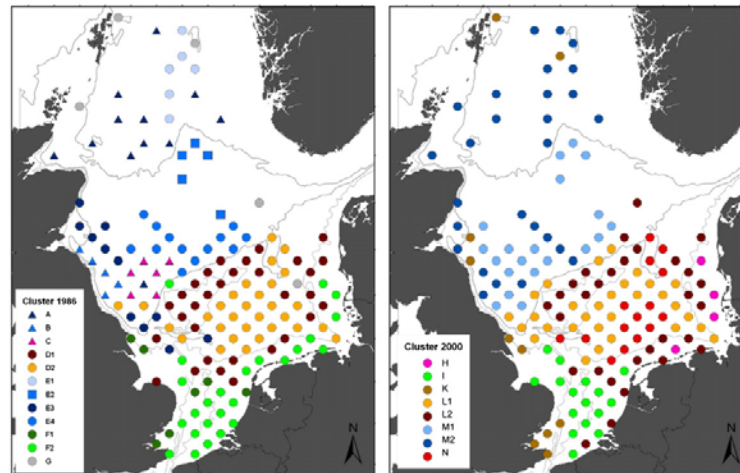 Cluster 1986
A
B
C
D1
D2
E1
E2
E3
E4
F1
F2
G
N
Cluster 2000
H
I
K
L1
L2
M1
M2
N
N